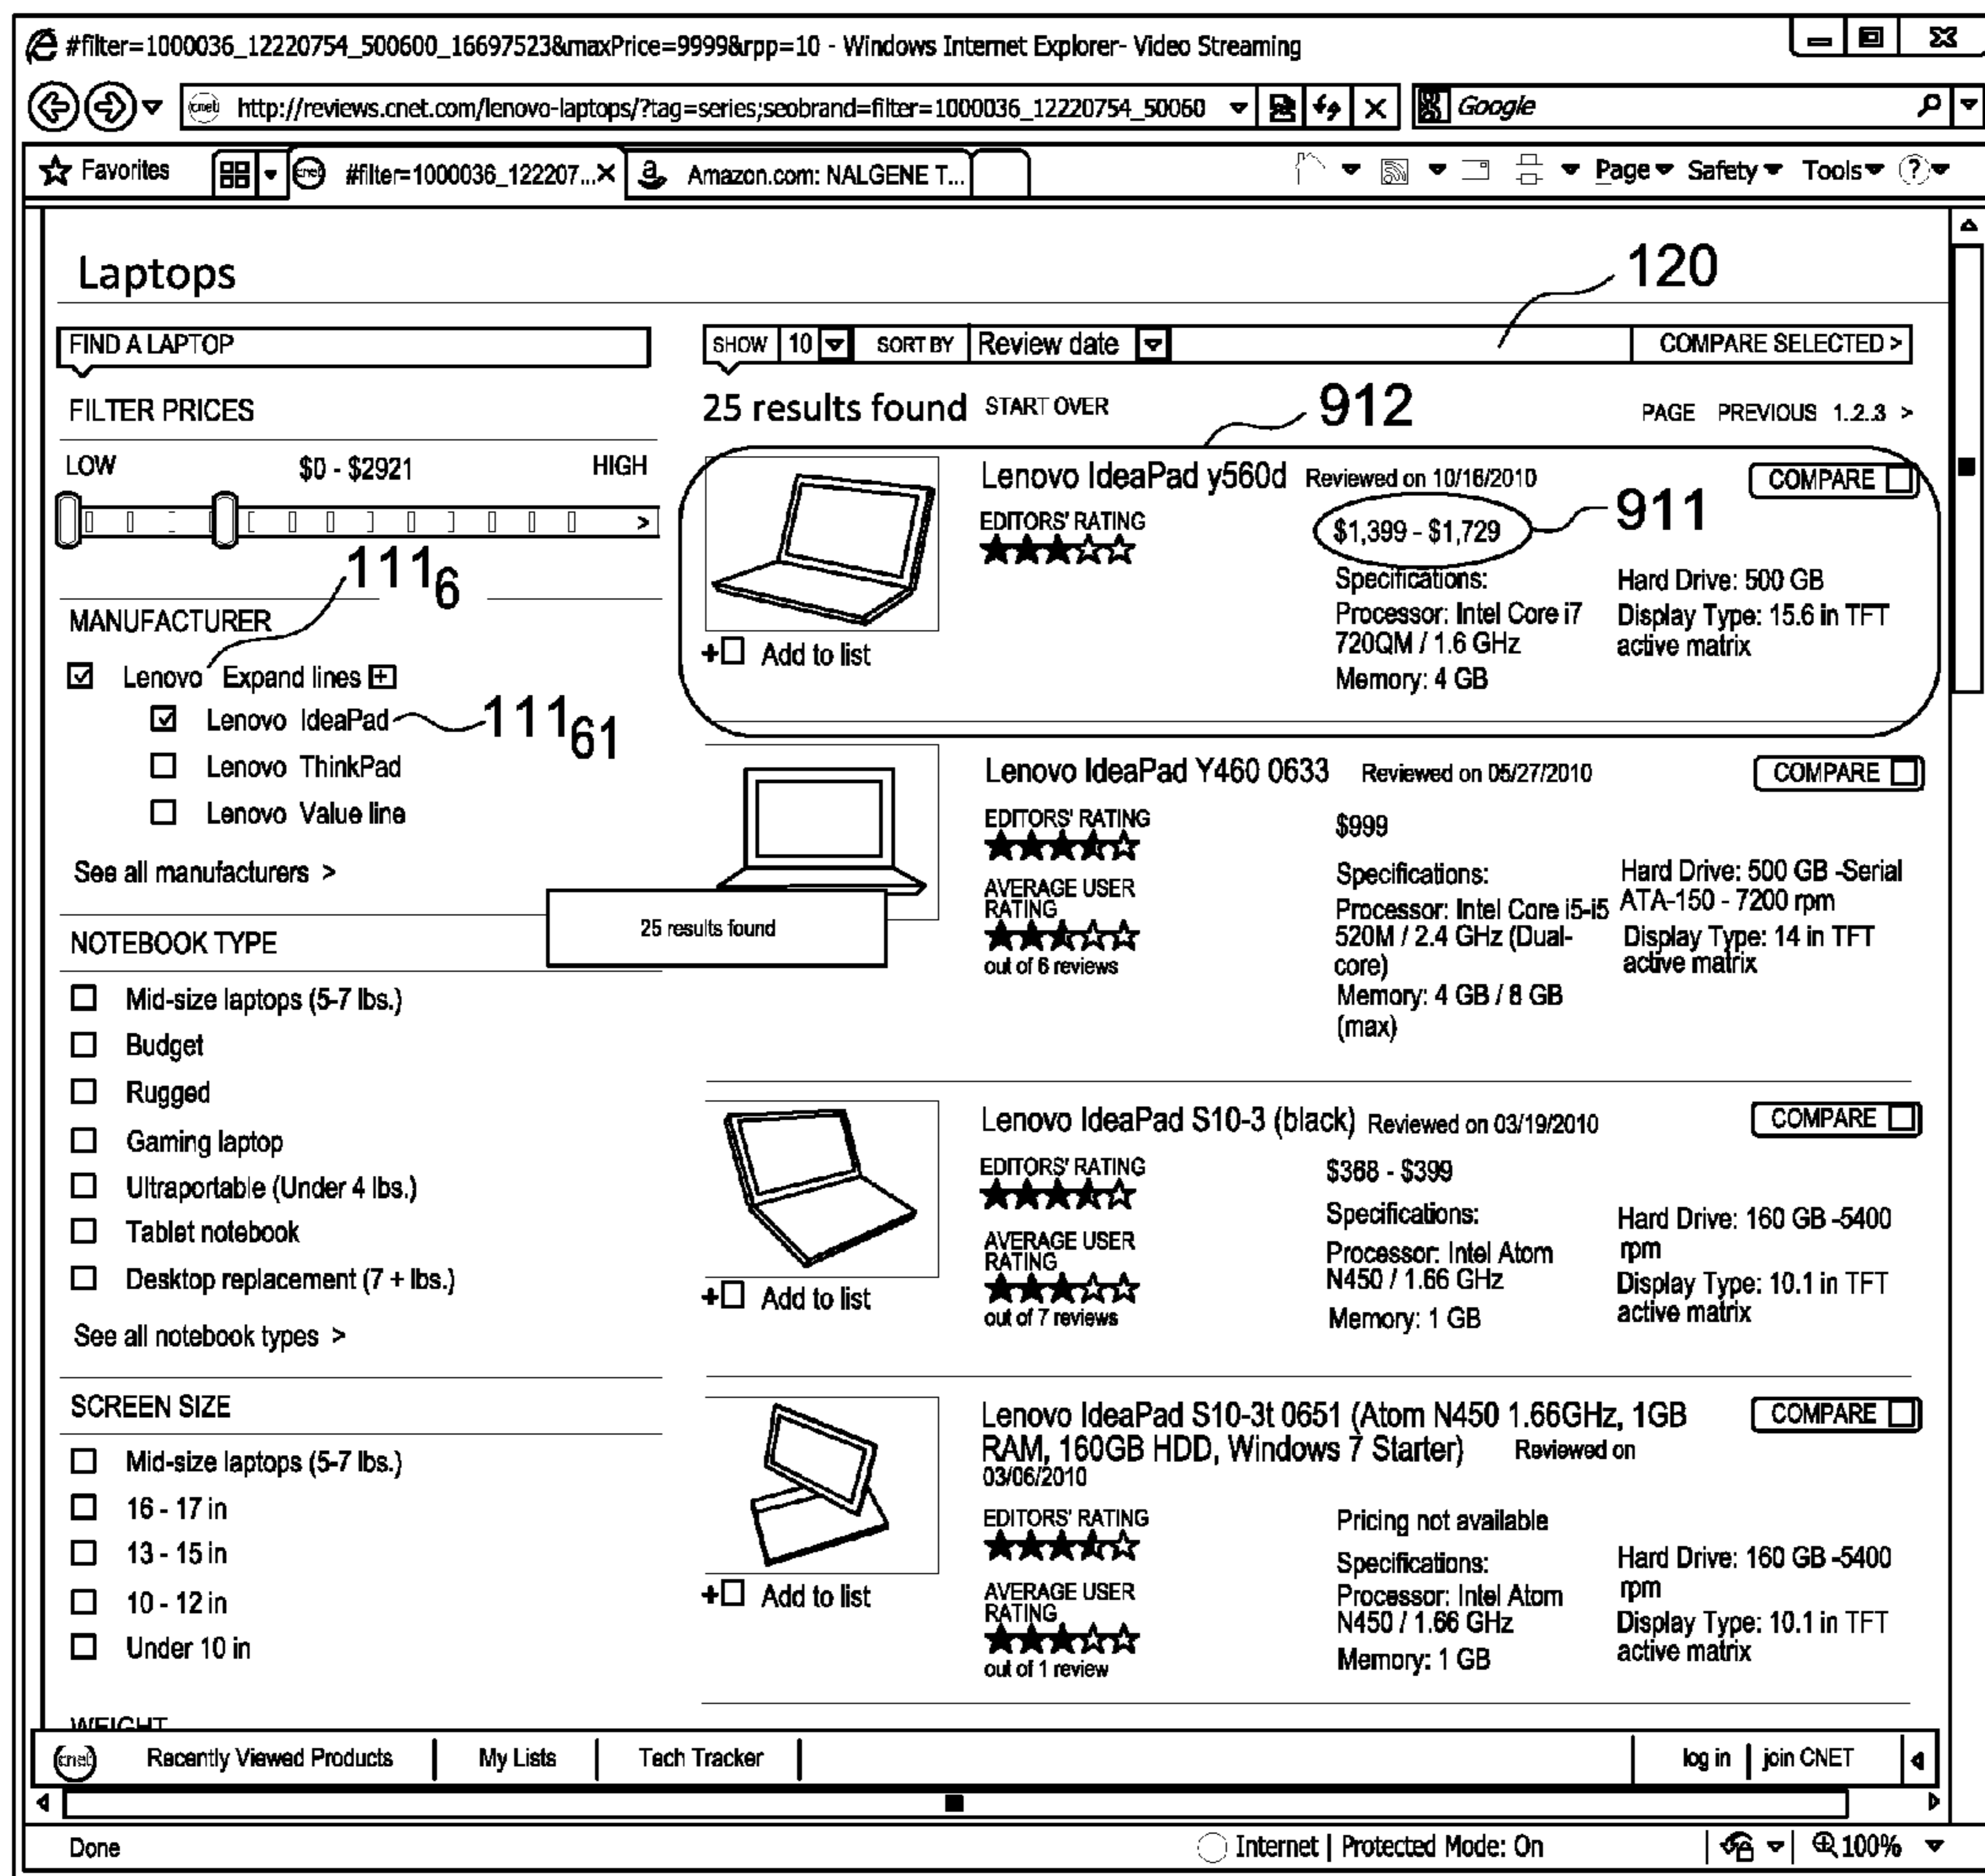 #filter=1000036_12220754_500600_16697523&maxPrice=9999&rpp=10 - Windows Internet Explorer- Video Streaming
cnet http://reviews.cnet.com/lenovo-laptops/?tag=series;seobrand=filter=1000036_12220754_50060 Google
Favorites cnet #filter=1000036_122207...X a Amazon.com: NALGENE T... Page Safety Tools ?
Laptops
120
FIND A LAPTOP
SHOW 10 SORT BY Review date COMPARE SELECTED >
FILTER PRICES
25 results found START OVER
912
PAGE PREVIOUS 1.2.3 >
LOW $0 - $2921 HIGH
>
1116
MANUFACTURER
Lenovo Expand lines +
Lenovo IdeaPad
11161
Lenovo ThinkPad
Lenovo Value line
See all manufacturers >
25 results found
NOTEBOOK TYPE
Mid-size laptops (5-7 lbs.)
Budget
Rugged
Gaming laptop
Ultraportable (Under 4 lbs.)
Tablet notebook
Desktop replacement (7 + lbs.)
See all notebook types >
SCREEN SIZE
Mid-size laptops (5-7 lbs.)
16 - 17 in
13 - 15 in
10 - 12 in
Under 10 in
WEIGHT
Lenovo IdeaPad y560d Reviewed on 10/16/2010 COMPARE
EDITORS' RATING
$1,399 - $1,729
911
Specifications:
Processor: Intel Core i7
720QM / 1.6 GHz
Memory: 4 GB
Hard Drive: 500 GB
Display Type: 15.6 in TFT
active matrix
+ Add to list
Lenovo IdeaPad Y460 0633 Reviewed on 05/27/2010 COMPARE
EDITORS' RATING
AVERAGE USER
RATING
out of 6 reviews
$999
Specifications:
Processor: Intel Core i5-i5
520M / 2.4 GHz (Dual-
core)
Memory: 4 GB / 8 GB
(max)
Hard Drive: 500 GB -Serial
ATA-150 - 7200 rpm
Display Type: 14 in TFT
active matrix
Lenovo IdeaPad S10-3 (black) Reviewed on 03/19/2010 COMPARE
EDITORS' RATING
AVERAGE USER
RATING
out of 7 reviews
$368 - $399
Specifications:
Processor: Intel Atom
N450 / 1.66 GHz
Memory: 1 GB
Hard Drive: 160 GB -5400
rpm
Display Type: 10.1 in TFT
active matrix
+ Add to list
Lenovo IdeaPad S10-3t 0651 (Atom N450 1.66GHz, 1GB COMPARE
RAM, 160GB HDD, Windows 7 Starter) Reviewed on
03/06/2010
EDITORS' RATING
AVERAGE USER
RATING
out of 1 review
Pricing not available
Specifications:
Processor: Intel Atom
N450 / 1.66 GHz
Memory: 1 GB
Hard Drive: 160 GB -5400
rpm
Display Type: 10.1 in TFT
active matrix
+ Add to list
cnet Recently Viewed Products | My Lists | Tech Tracker | log in | join CNET
Done Internet | Protected Mode: On 100%